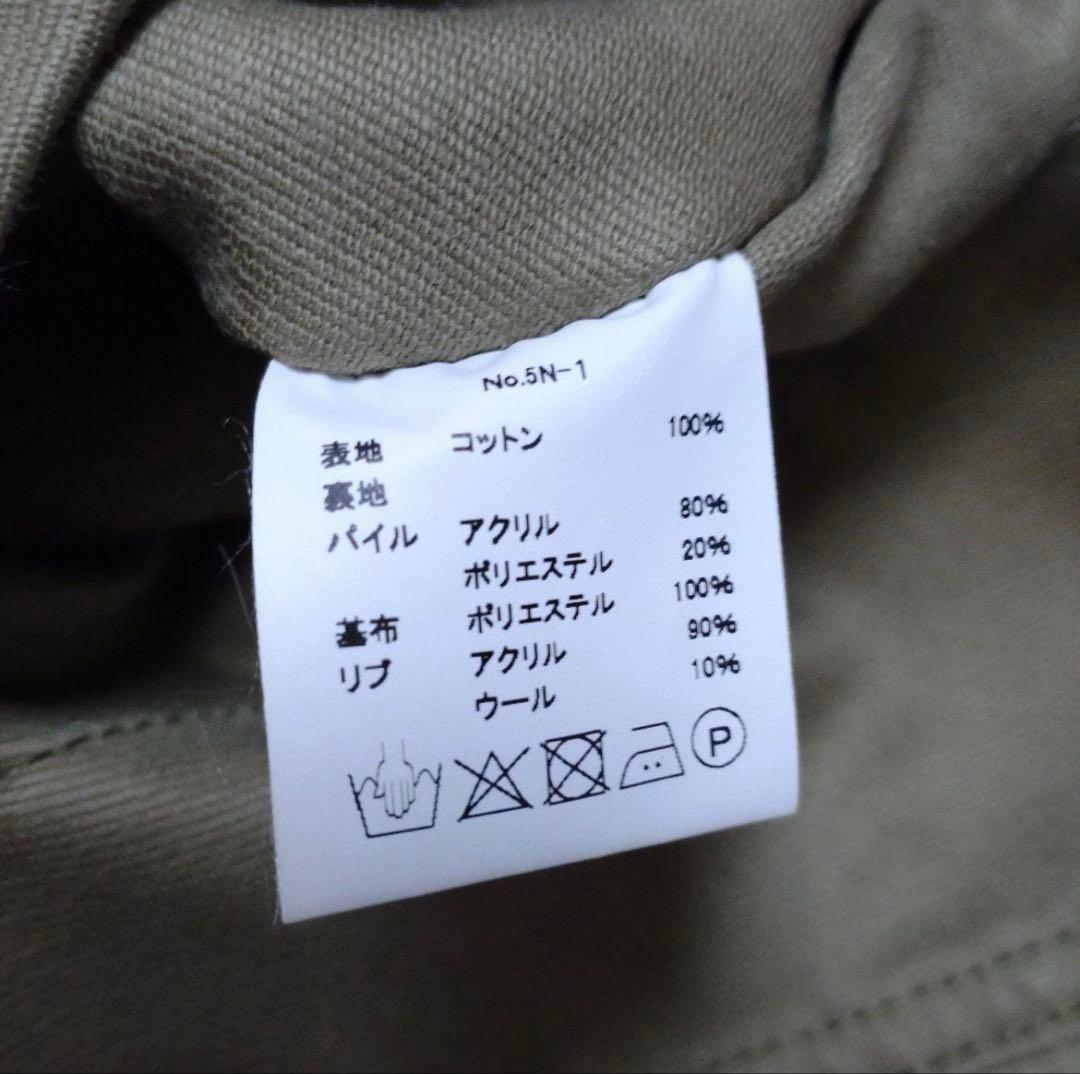 No.5N-1
表地 コットン 100%
裏地
パイル アクリル 80%
ポリエステル 20%
基布 ポリエステル 100%
リブ アクリル 90%
ウール 10%
P